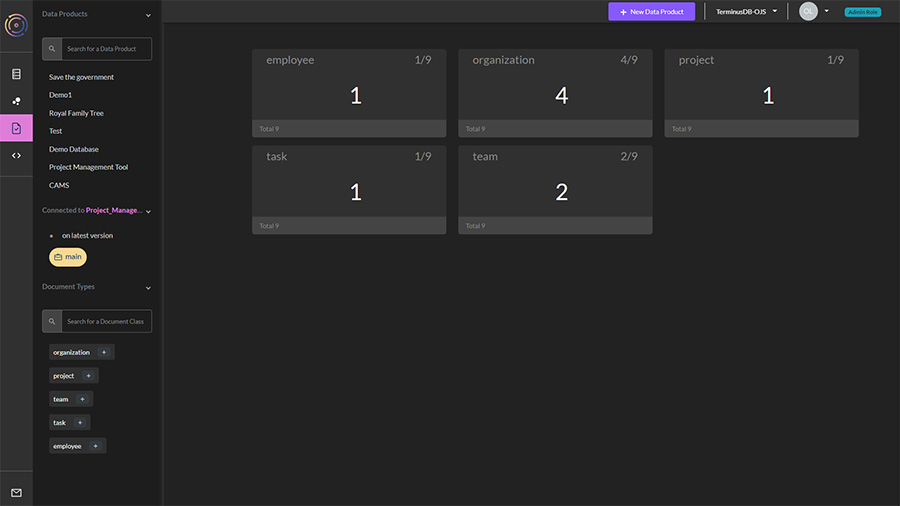 Data Products
Search for a Data Product
Save the government
Demo1
Royal Family Tree
Test
Demo Database
Project Management Tool
CAMS
Connected to Project_Manage...
on latest version
main
Document Types
Search for a Document Class
organization +
project +
team +
task +
employee +
+ New Data Product
TerminusDB-OJS
OL
Admin Role
employee 1/9
1
Total 9
organization 4/9
4
Total 9
project 1/9
1
Total 9
task 1/9
1
Total 9
team 2/9
2
Total 9